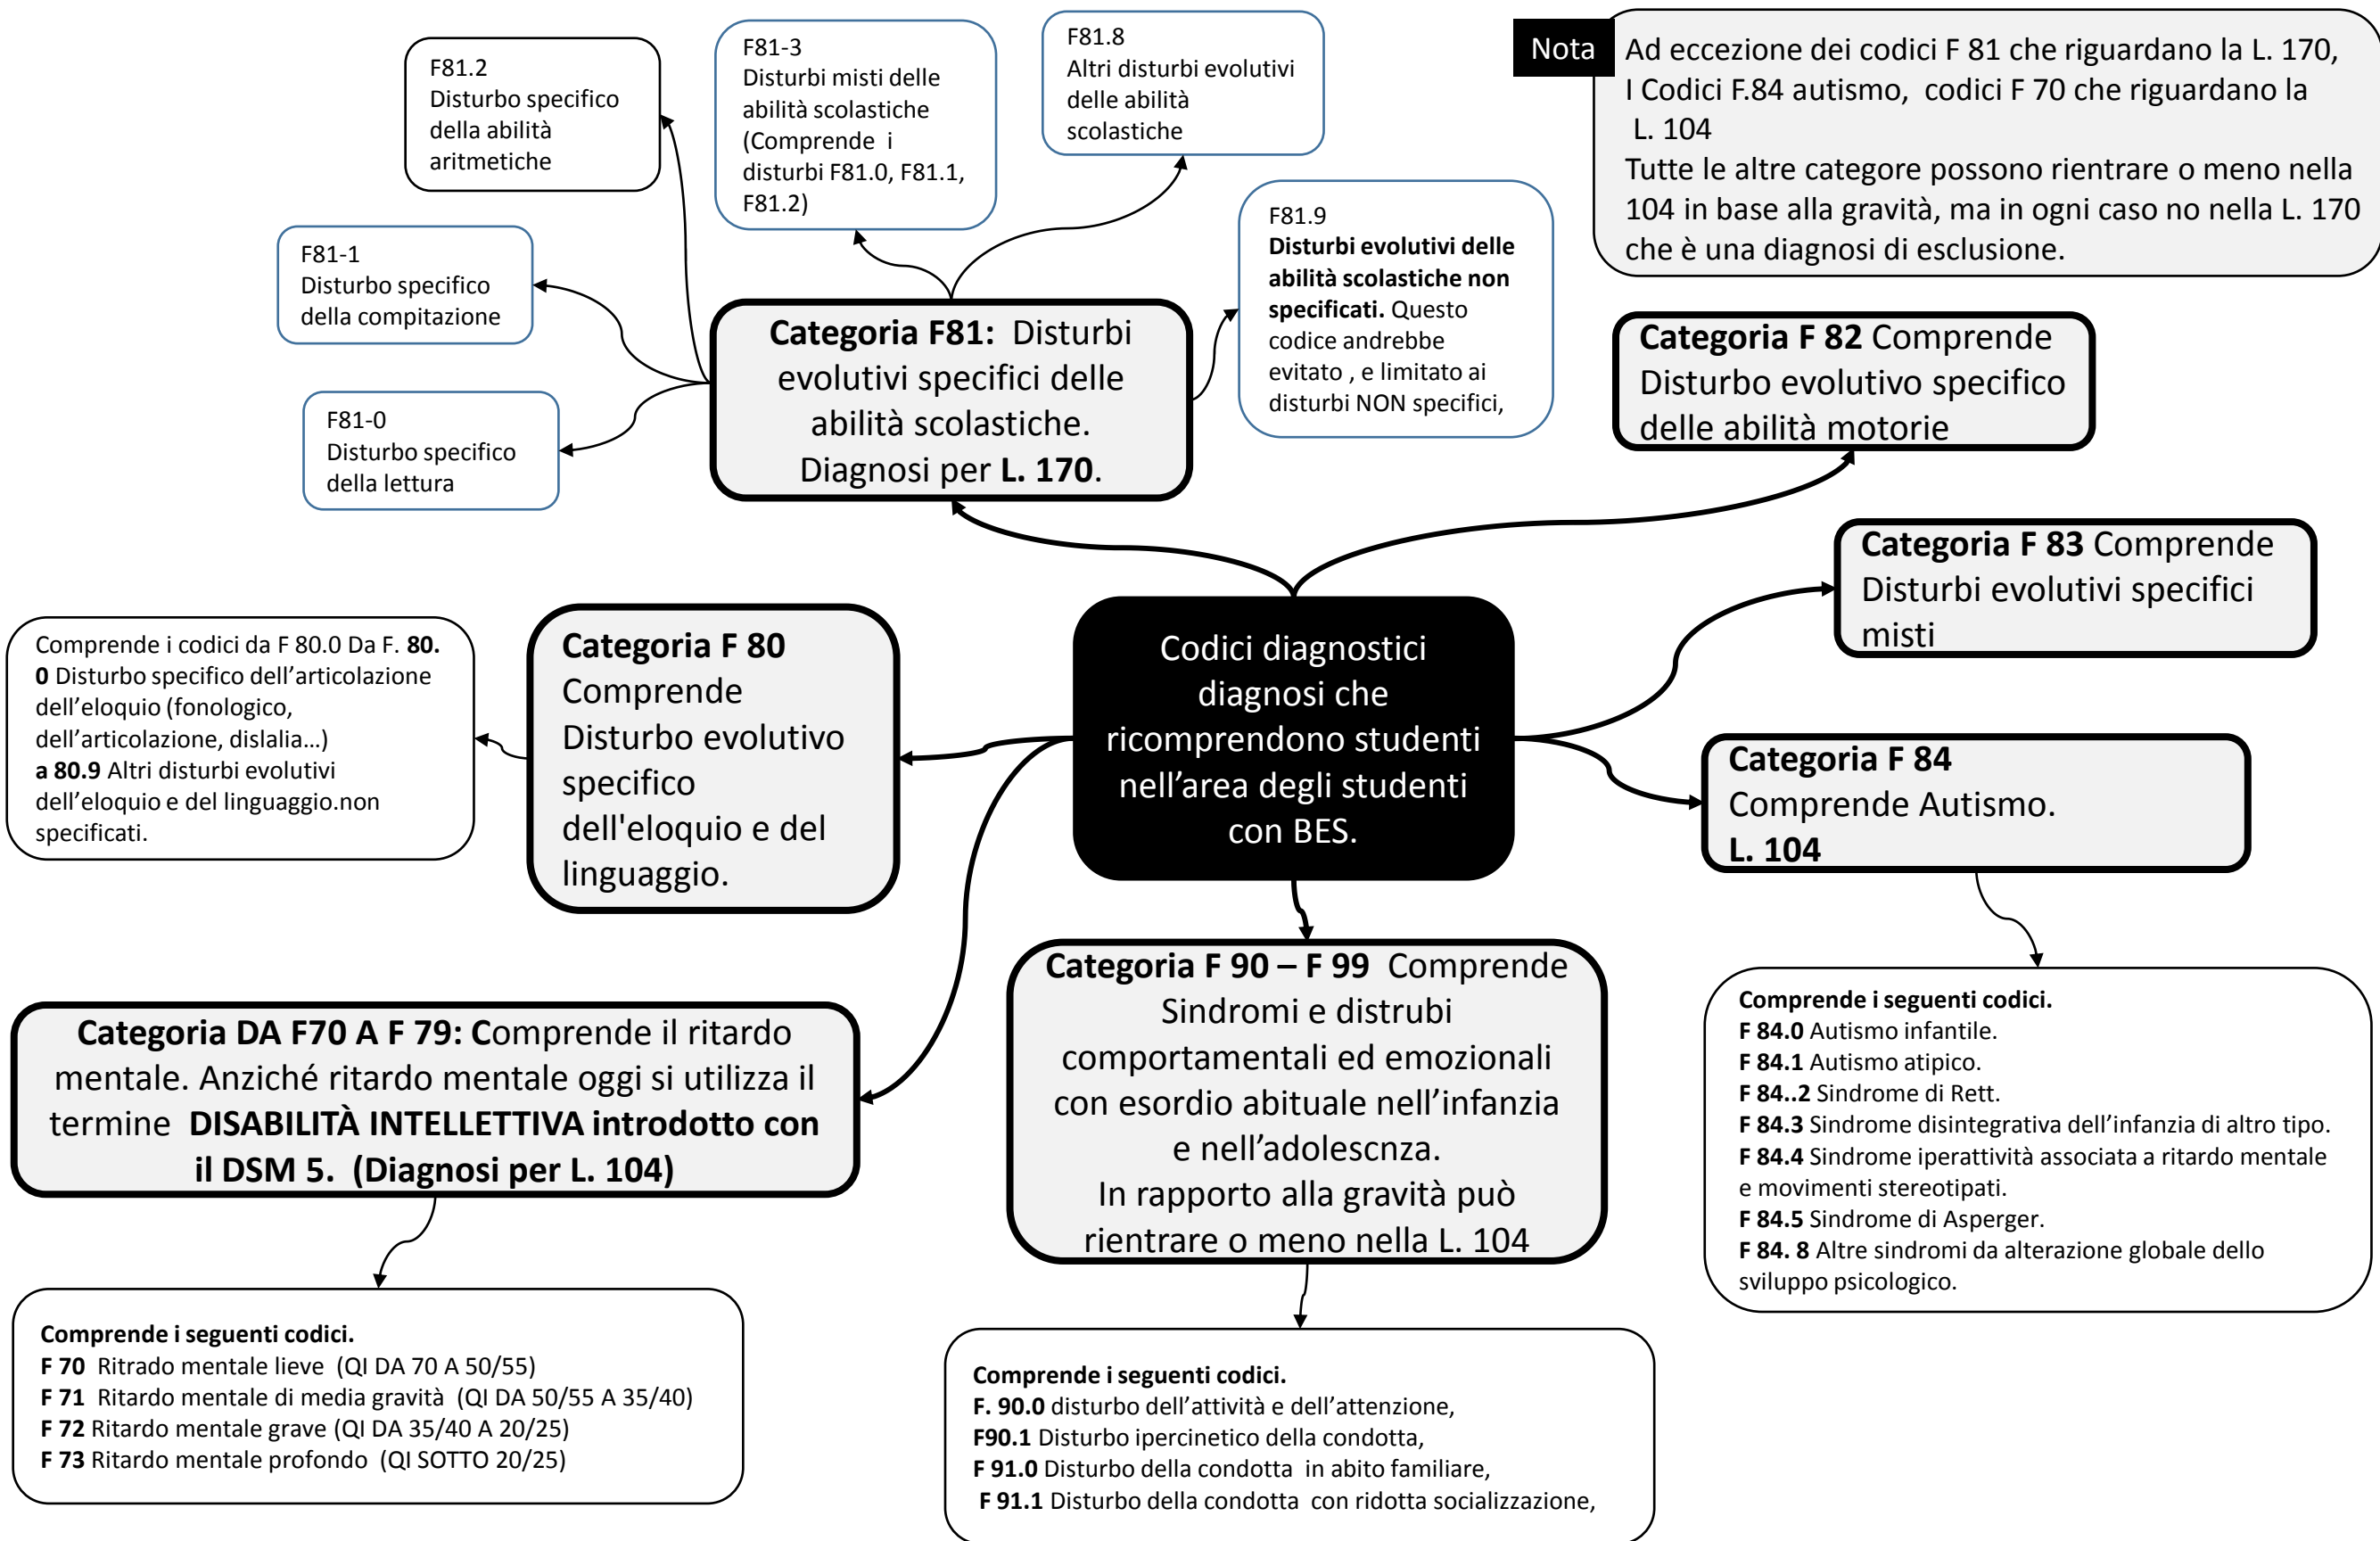 F81.2
Disturbo specifico
della abilità
aritmetiche
F81-3
Disturbi misti delle
abilità scolastiche
(Comprende i
disturbi F81.0, F81.1,
F81.2)
F81.8
Altri disturbi evolutivi
delle abilità
scolastiche
Nota
Ad eccezione dei codici F 81 che riguardano la L. 170,
I Codici F.84 autismo, codici F 70 che riguardano la
L. 104
Tutte le altre categore possono rientrare o meno nella
104 in base alla gravità, ma in ogni caso no nella L. 170
che è una diagnosi di esclusione.
F81-1
Disturbo specifico
della compitazione
F81.9
Disturbi evolutivi delle
abilità scolastiche non
specificati. Questo
codice andrebbe
evitato , e limitato ai
disturbi NON specifici,
F81-0
Disturbo specifico
della lettura
Categoria F81: Disturbi
evolutivi specifici delle
abilità scolastiche.
Diagnosi per L. 170.
Categoria F 82 Comprende
Disturbo evolutivo specifico
delle abilità motorie
Categoria F 83 Comprende
Disturbi evolutivi specifici
misti
Comprende i codici da F 80.0 Da F. 80.
0 Disturbo specifico dell’articolazione
dell’eloquio (fonologico,
dell’articolazione, dislalia…)
a 80.9 Altri disturbi evolutivi
dell’eloquio e del linguaggio.non
specificati.
Categoria F 80
Comprende
Disturbo evolutivo
specifico
dell'eloquio e del
linguaggio.
Codici diagnostici
diagnosi che
ricomprendono studenti
nell’area degli studenti
con BES.
Categoria F 84
Comprende Autismo.
L. 104
Categoria DA F70 A F 79: Comprende il ritardo
mentale. Anziché ritardo mentale oggi si utilizza il
termine DISABILITÀ INTELLETTIVA introdotto con
il DSM 5. (Diagnosi per L. 104)
Categoria F 90 – F 99 Comprende
Sindromi e distrubi
comportamentali ed emozionali
con esordio abituale nell’infanzia
e nell’adolescnza.
In rapporto alla gravità può
rientrare o meno nella L. 104
Comprende i seguenti codici.
F 84.0 Autismo infantile.
F 84.1 Autismo atipico.
F 84..2 Sindrome di Rett.
F 84.3 Sindrome disintegrativa dell’infanzia di altro tipo.
F 84.4 Sindrome iperattività associata a ritardo mentale
e movimenti stereotipati.
F 84.5 Sindrome di Asperger.
F 84. 8 Altre sindromi da alterazione globale dello
sviluppo psicologico.
Comprende i seguenti codici.
F 70 Ritrado mentale lieve (QI DA 70 A 50/55)
F 71 Ritardo mentale di media gravità (QI DA 50/55 A 35/40)
F 72 Ritardo mentale grave (QI DA 35/40 A 20/25)
F 73 Ritardo mentale profondo (QI SOTTO 20/25)
Comprende i seguenti codici.
F. 90.0 disturbo dell’attività e dell’attenzione,
F90.1 Disturbo ipercinetico della condotta,
F 91.0 Disturbo della condotta in abito familiare,
F 91.1 Disturbo della condotta con ridotta socializzazione,